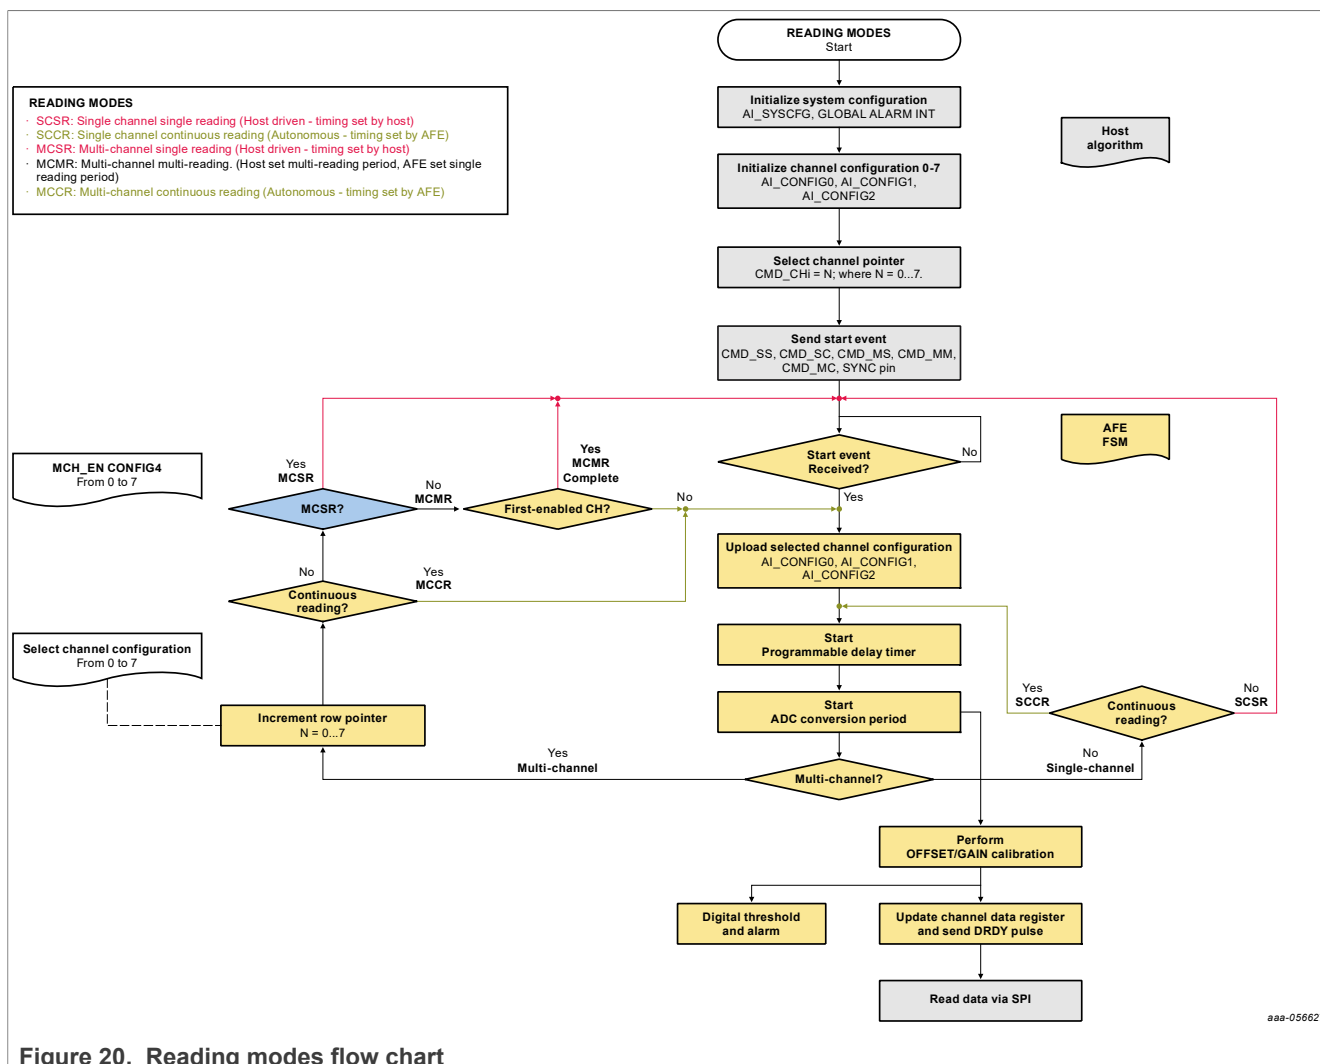 READING MODES
Start
READING MODES
· SCSR: Single channel single reading (Host driven - timing set by host)
· SCCR: Single channel continuous reading (Autonomous - timing set by AFE)
· MCSR: Multi-channel single reading (Host driven - timing set by host)
· MCMR: Multi-channel multi-reading. (Host set multi-reading period, AFE set single
reading period)
· MCCR: Multi-channel continuous reading (Autonomous - timing set by AFE)
Initialize system configuration
AI_SYSCFG, GLOBAL ALARM INT
Host
algorithm
Initialize channel configuration 0-7
AI_CONFIG0, AI_CONFIG1,
AI_CONFIG2
Select channel pointer
CMD_CHi = N; where N = 0...7.
Send start event
CMD_SS, CMD_SC, CMD_MS, CMD_MM,
CMD_MC, SYNC pin
AFE
FSM
Start event
Received?
No
Yes
MCH_EN CONFIG4
From 0 to 7
Yes
MCSR
MCSR?
No
MCMR
Yes
MCMR
Complete
First-enabled CH?
No
Upload selected channel configuration
AI_CONFIG0, AI_CONFIG1,
AI_CONFIG2
No
Yes
MCCR
Continuous
reading?
Start
Programmable delay timer
Select channel configuration
From 0 to 7
Increment row pointer
N = 0...7
Start
ADC conversion period
Yes
SCCR
Continuous
reading?
No
SCSR
Yes
Multi-channel
Multi-channel?
No
Single-channel
Perform
OFFSET/GAIN calibration
Digital threshold
and alarm
Update channel data register
and send DRDY pulse
Read data via SPI
aaa-05662
Figure 20. Reading modes flow chart